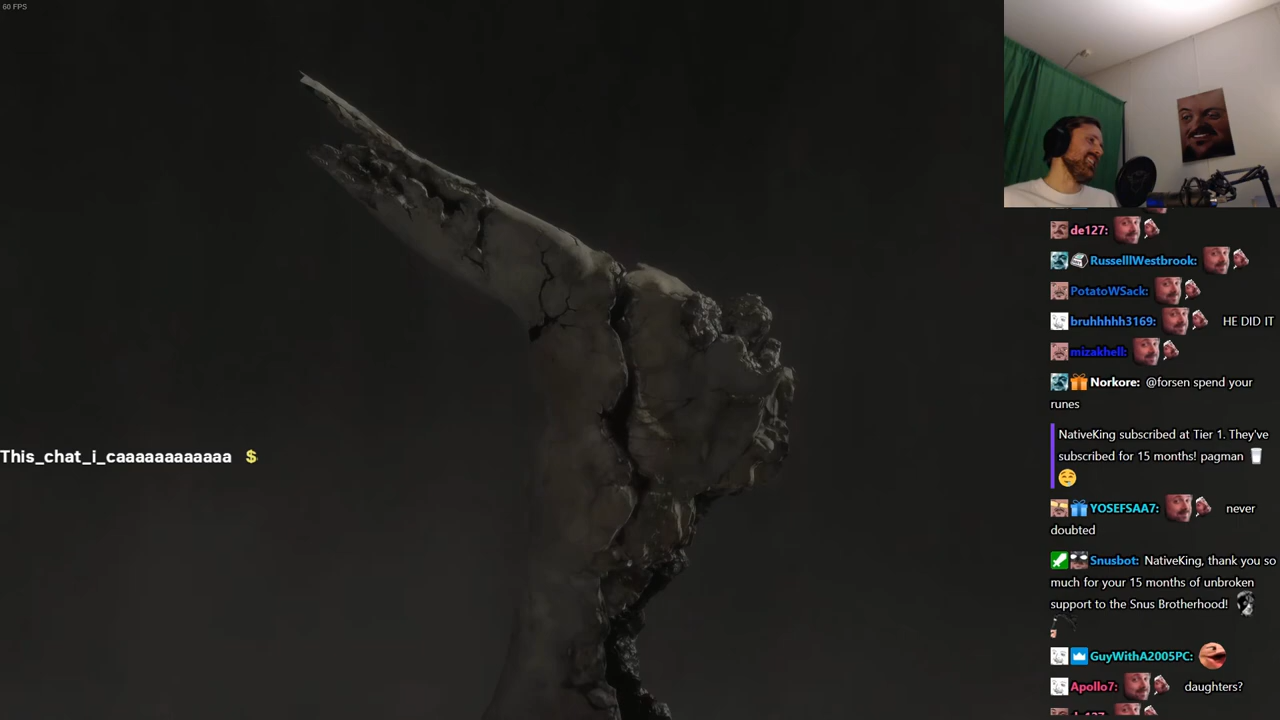 60 FPS
This_chat_i_caaaaaaaaaaaa $
de127:
RusselllWestbrook:
PotatoWSack:
bruhhhhh3169: HE DID IT
mizakhell:
Norkore: @forsen spend your
runes
NativeKing subscribed at Tier 1. They've
subscribed for 15 months! pagman
YOSEFSAA7: never
doubted
Snusbot: NativeKing, thank you so
much for your 15 months of unbroken
support to the Snus Brotherhood!
GuyWithA2005PC:
Apollo7: daughters?
de127: